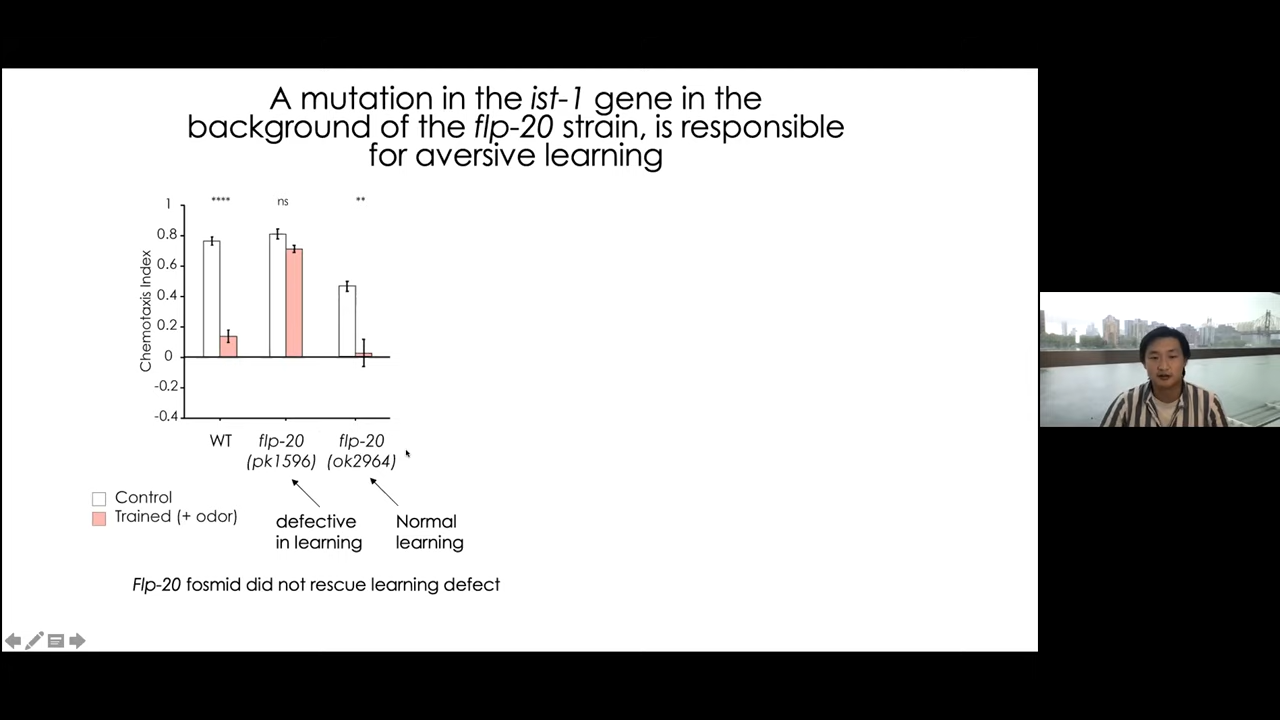 A mutation in the ist-1 gene in the
background of the flp-20 strain, is responsible
for aversive learning
**** ns **
1
0.8
0.6
0.4
0.2
0
-0.2
-0.4
Chemotaxis Index
WT flp-20 flp-20
(pk1596) (ok2964)
Control
Trained (+ odor)
defective Normal
in learning learning
Flp-20 fosmid did not rescue learning defect